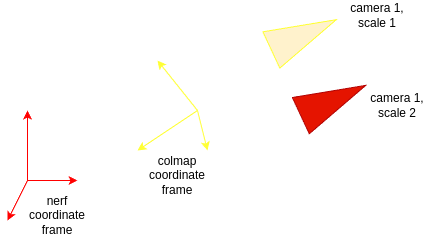 camera 1,
scale 1
camera 1,
scale 2
colmap
coordinate
frame
nerf
coordinate
frame